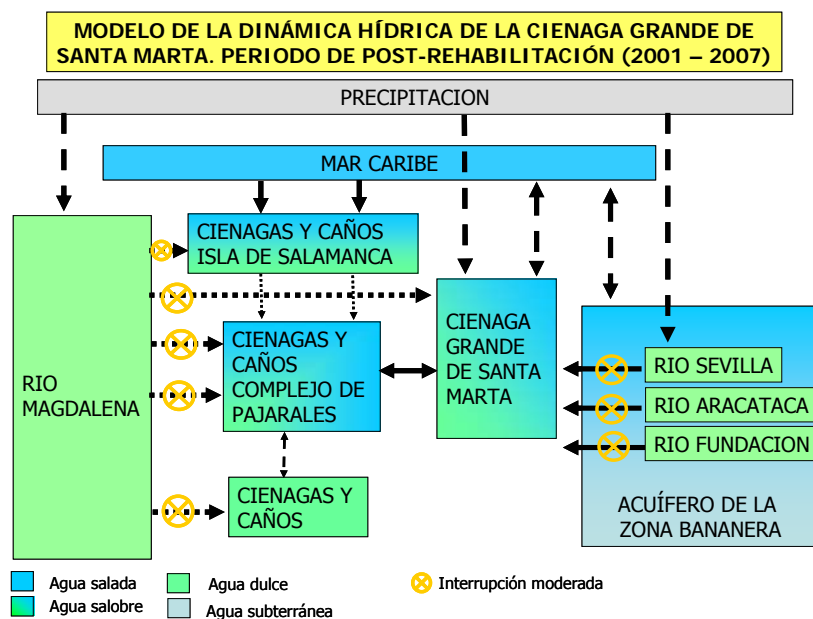 MODELO DE LA DINÁMICA HÍDRICA DE LA CIENAGA GRANDE DE
SANTA MARTA. PERIODO DE POST-REHABILITACIÓN (2001 – 2007)
PRECIPITACION
MAR CARIBE
CIENAGAS Y CAÑOS
ISLA DE SALAMANCA
RIO
MAGDALENA
CIENAGAS Y
CAÑOS
COMPLEJO DE
PAJARALES
CIENAGA
GRANDE
DE SANTA
MARTA
RIO SEVILLA
RIO ARACATACA
RIO FUNDACION
CIENAGAS Y
CAÑOS
ACUÍFERO DE LA
ZONA BANANERA
Agua salada
Agua dulce
Interrupción moderada
Agua salobre
Agua subterránea